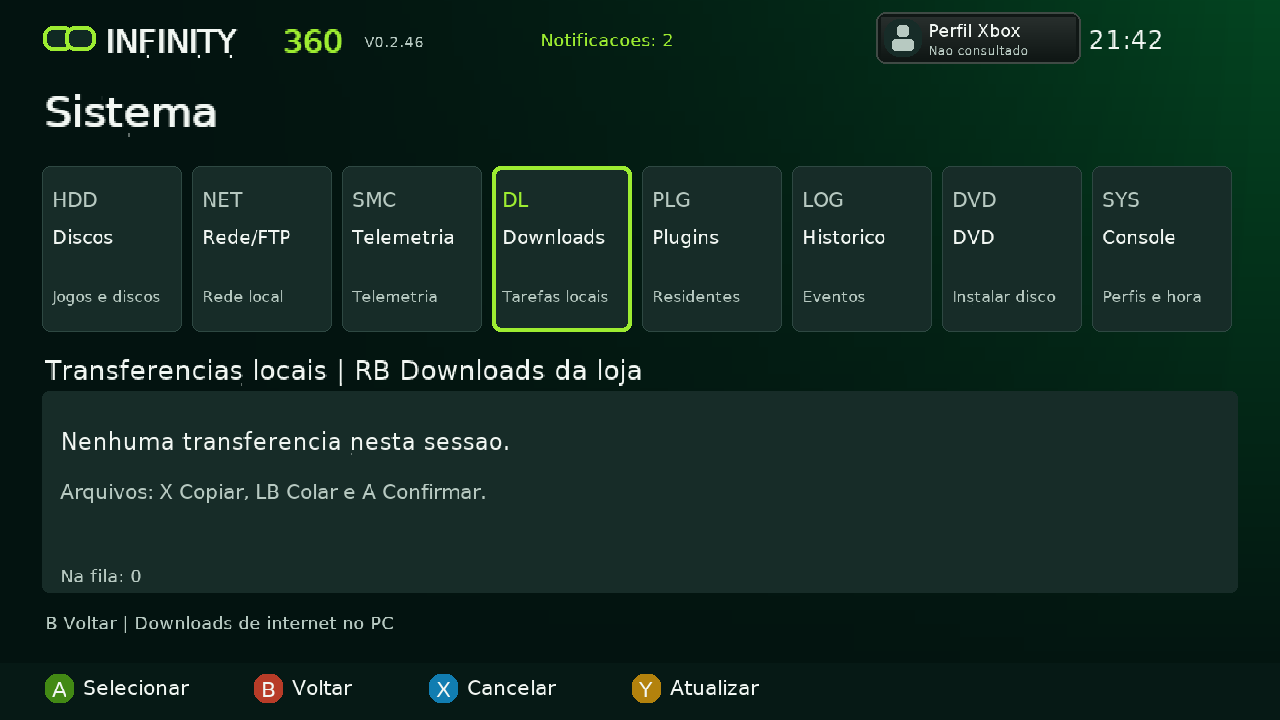 INFINITY 360 V0.2.46 Notificacoes: 2 Perfil Xbox 21:42
Nao consultado
Sistema
HDD NET SMC DL PLG LOG DVD SYS
Discos Rede/FTP Telemetria Downloads Plugins Historico DVD Console
Jogos e discos Rede local Telemetria Tarefas locais Residentes Eventos Instalar disco Perfis e hora
Transferencias locais | RB Downloads da loja
Nenhuma transferencia nesta sessao.
Arquivos: X Copiar, LB Colar e A Confirmar.
Na fila: 0
B Voltar | Downloads de internet no PC
A Selecionar B Voltar X Cancelar Y Atualizar